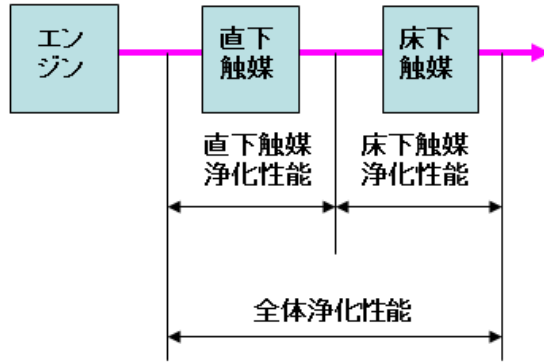 エン
ジン
直下
触媒
床下
触媒
直下触媒
浄化性能
床下触媒
浄化性能
全体浄化性能